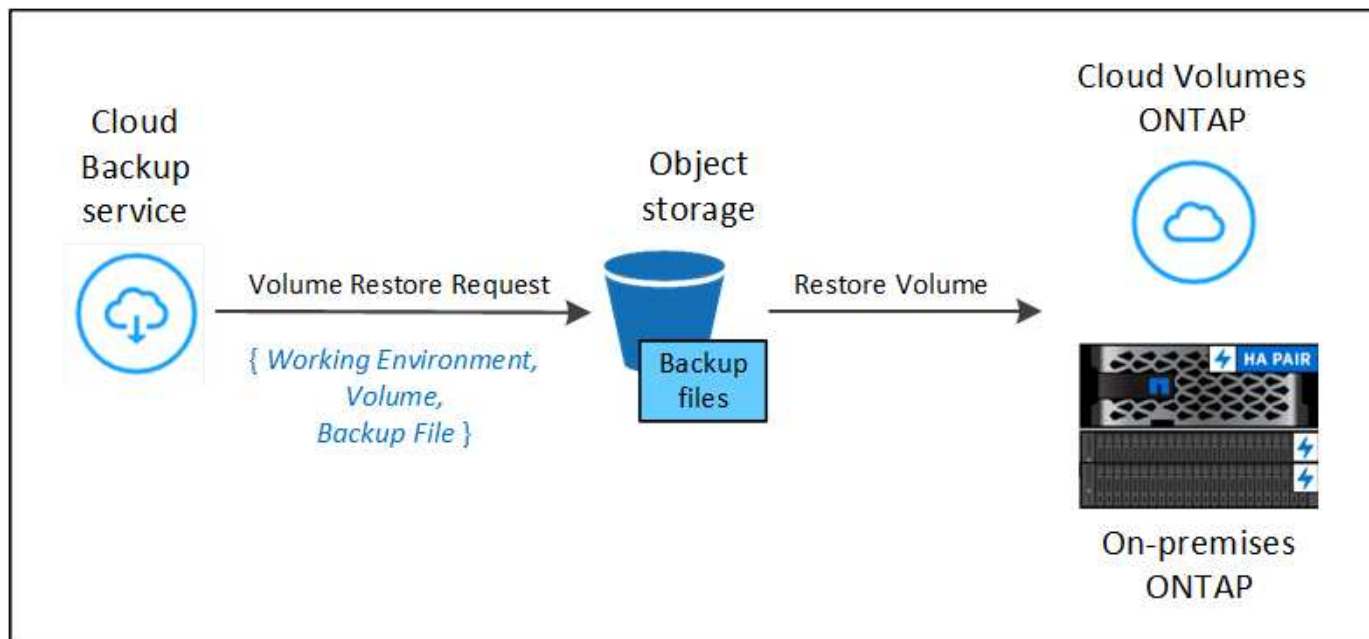 Cloud
Backup
service
Volume Restore Request
{ Working Environment,
Volume,
Backup File }
Object
storage
Backup
files
Restore Volume
Cloud Volumes
ONTAP
HA PAIR
On-premises
ONTAP